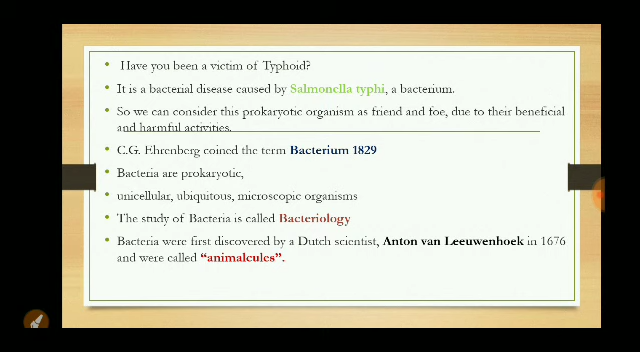 Have you been a victim of Typhoid?
It is a bacterial disease caused by Salmonella typhi, a bacterium.
So we can consider this prokaryotic organism as friend and foe, due to their beneficial
and harmful activities.
C.G. Ehrenberg coined the term Bacterium 1829
Bacteria are prokaryotic,
unicellular, ubiquitous, microscopic organisms
The study of Bacteria is called Bacteriology
Bacteria were first discovered by a Dutch scientist, Anton van Leeuwenhoek in 1676
and were called “animalcules”.